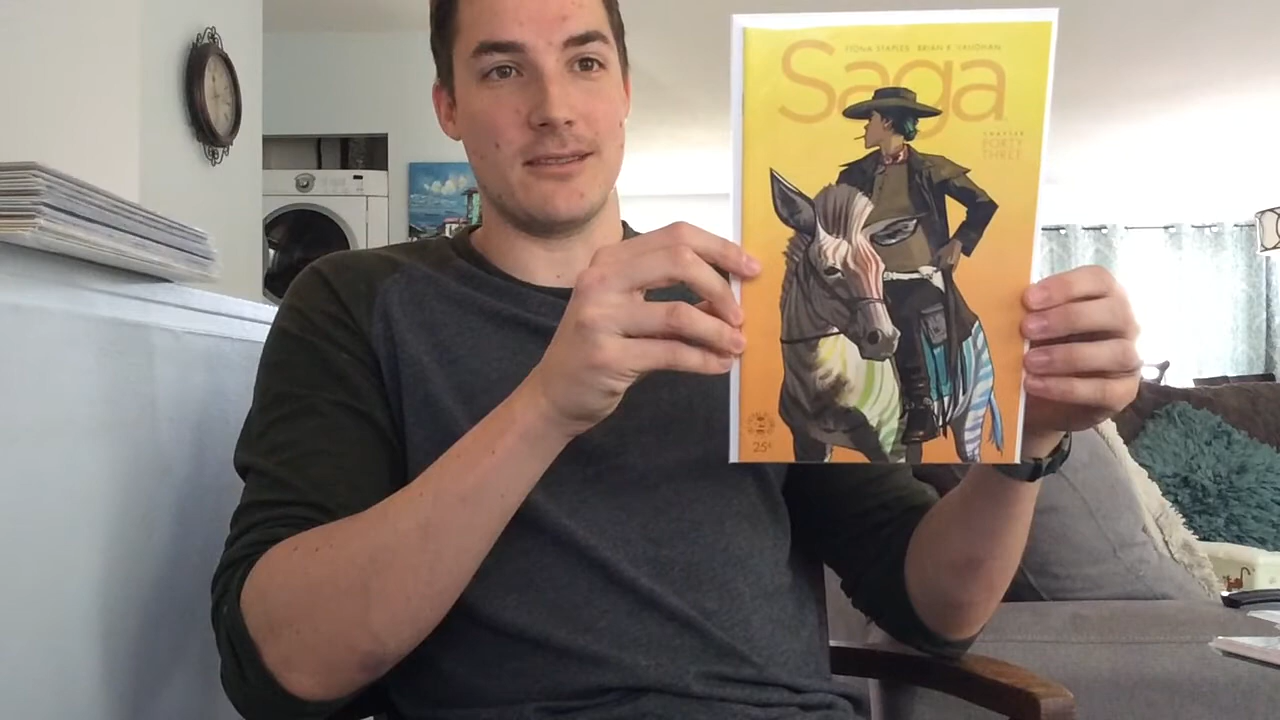 FIONA STAPLES BRIAN K. VAUGHAN
Saga
CHAPTER
FORTY
THREE
25¢